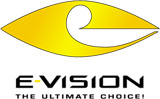 E-VISION
THE ULTIMATE CHOICE!